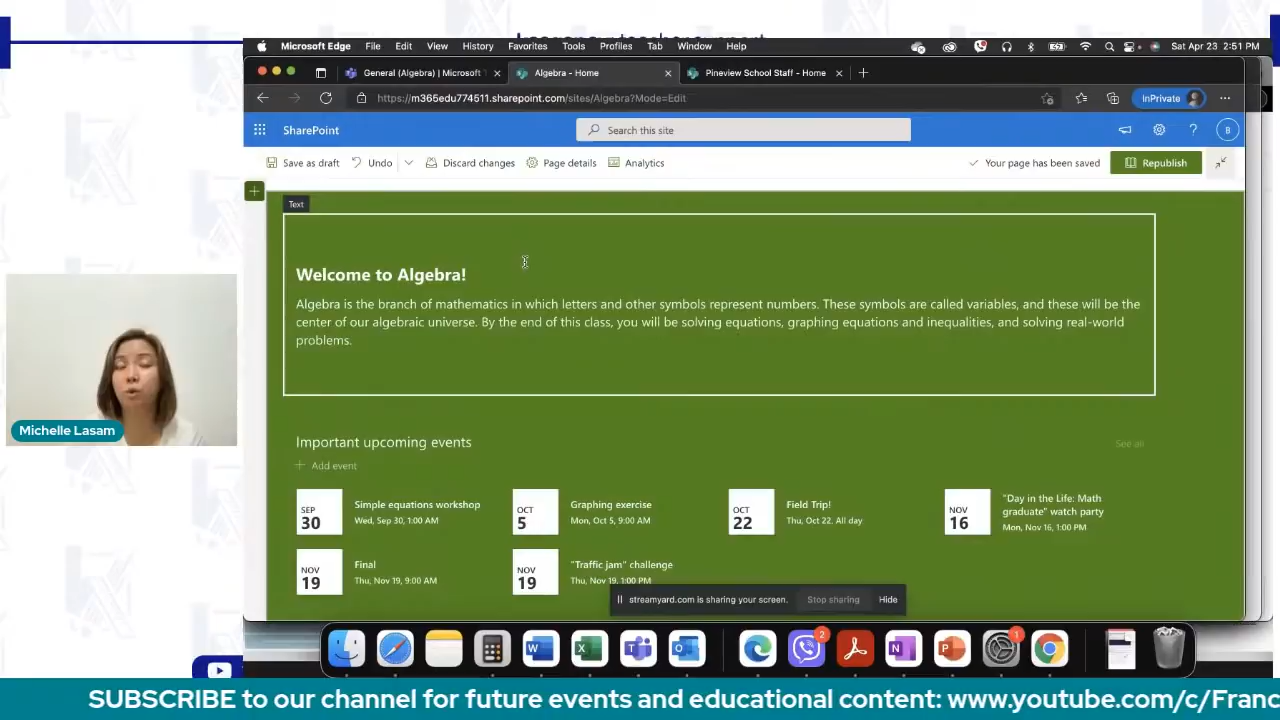 Microsoft Edge File Edit View History Favorites Tools Profiles Tab Window Help Sat Apr 23 2:51 PM
General (Algebra) | Microsoft T
Algebra - Home
Pineview School Staff - Home
https://m365edu774511.sharepoint.com/sites/Algebra?Mode=Edit
InPrivate
SharePoint
Search this site
B
Save as draft
Undo
Discard changes
Page details
Analytics
Your page has been saved
Republish
Text
Welcome to Algebra!
Algebra is the branch of mathematics in which letters and other symbols represent numbers. These symbols are called variables, and these will be the
center of our algebraic universe. By the end of this class, you will be solving equations, graphing equations and inequalities, and solving real-world
problems.
Michelle Lasam
Important upcoming events
See all
Add event
SEP
30
Simple equations workshop
Wed, Sep 30, 1:00 AM
OCT
5
Graphing exercise
Mon, Oct 5, 9:00 AM
OCT
22
Field Trip!
Thu, Oct 22, All day
NOV
16
"Day in the Life: Math
graduate" watch party
Mon, Nov 16, 1:00 PM
NOV
19
Final
Thu, Nov 19, 9:00 AM
NOV
19
"Traffic jam" challenge
Thu, Nov 19, 1:00 PM
streamyard.com is sharing your screen.
Stop sharing
Hide
2
1
SUBSCRIBE to our channel for future events and educational content: www.youtube.com/c/Franc